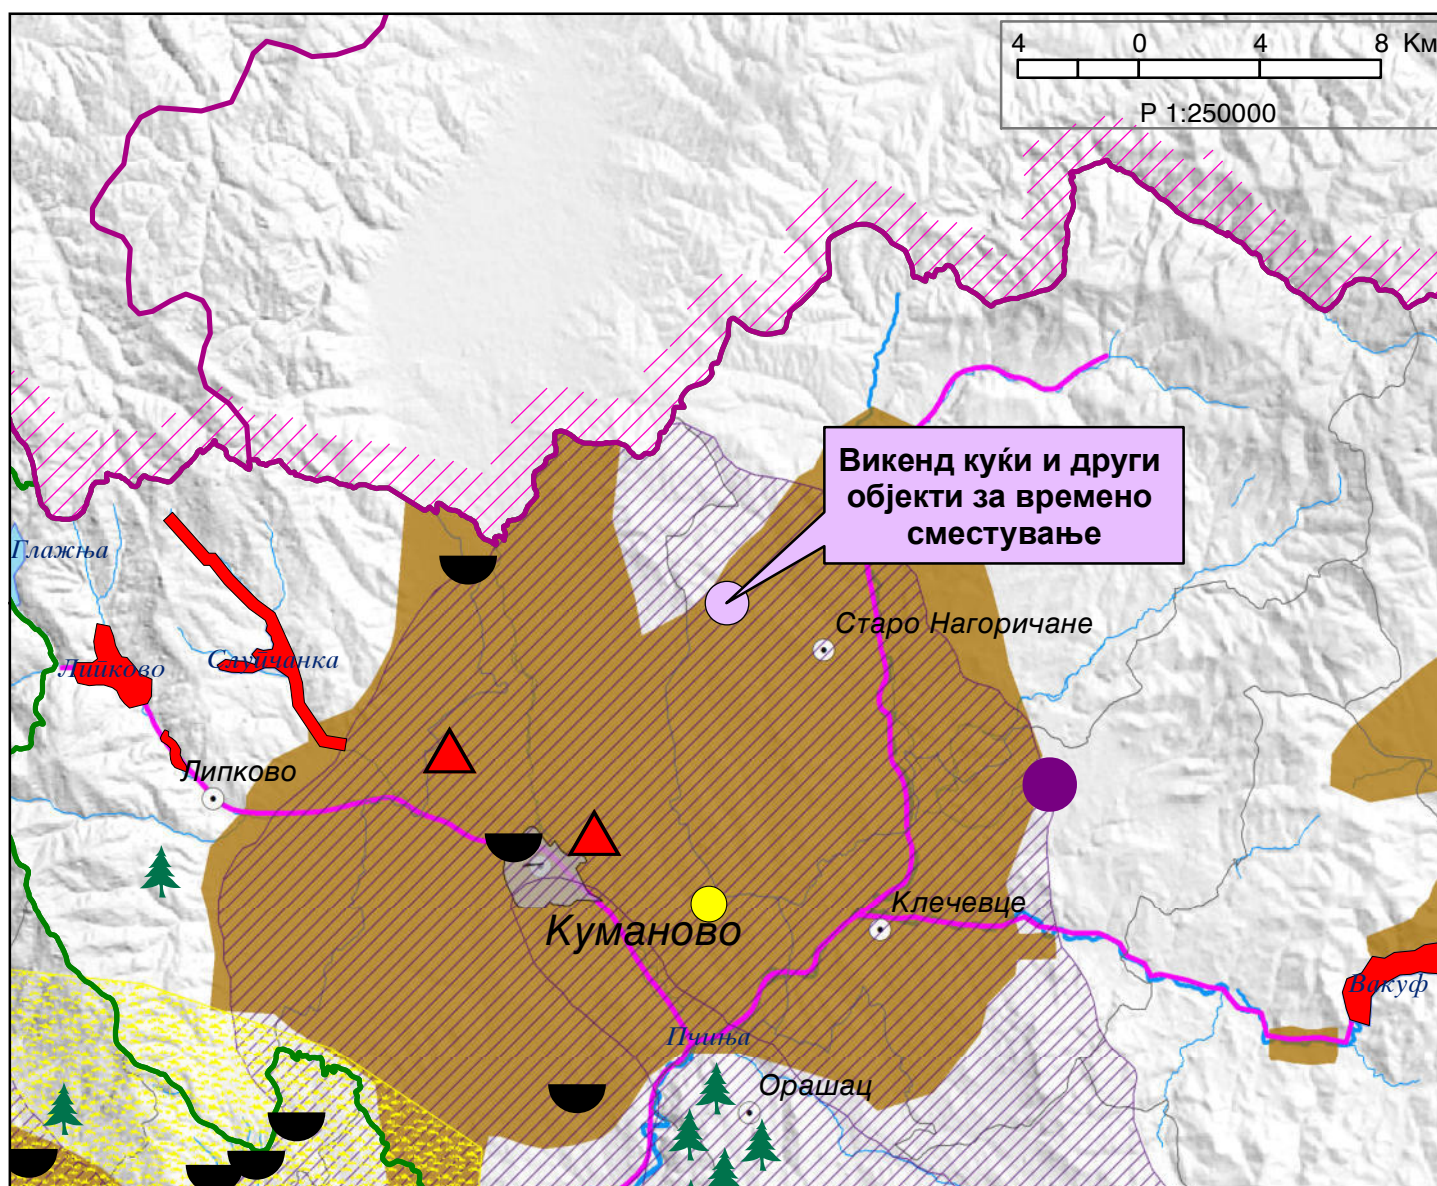 4 0 4 8 Км
Р 1:250000
Викенд куќи и други
објекти за времено
сместување
Глажња
Старо Нагоричане
Слупчанка
Липково
Липково
Клечевце
Куманово
Вакуф
Пчиња
Орашац